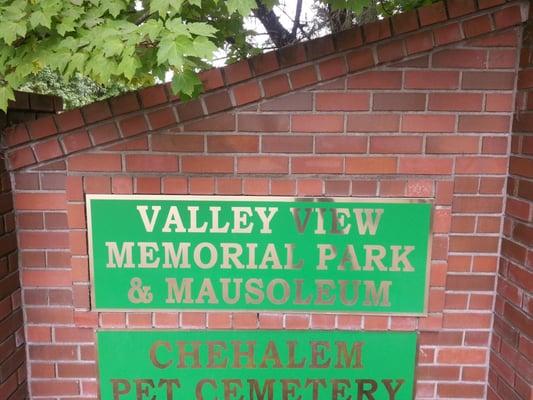 VALLEY VIEW
MEMORIAL PARK
& MAUSOLEUM
CHEHALEM
PET CEMETERY